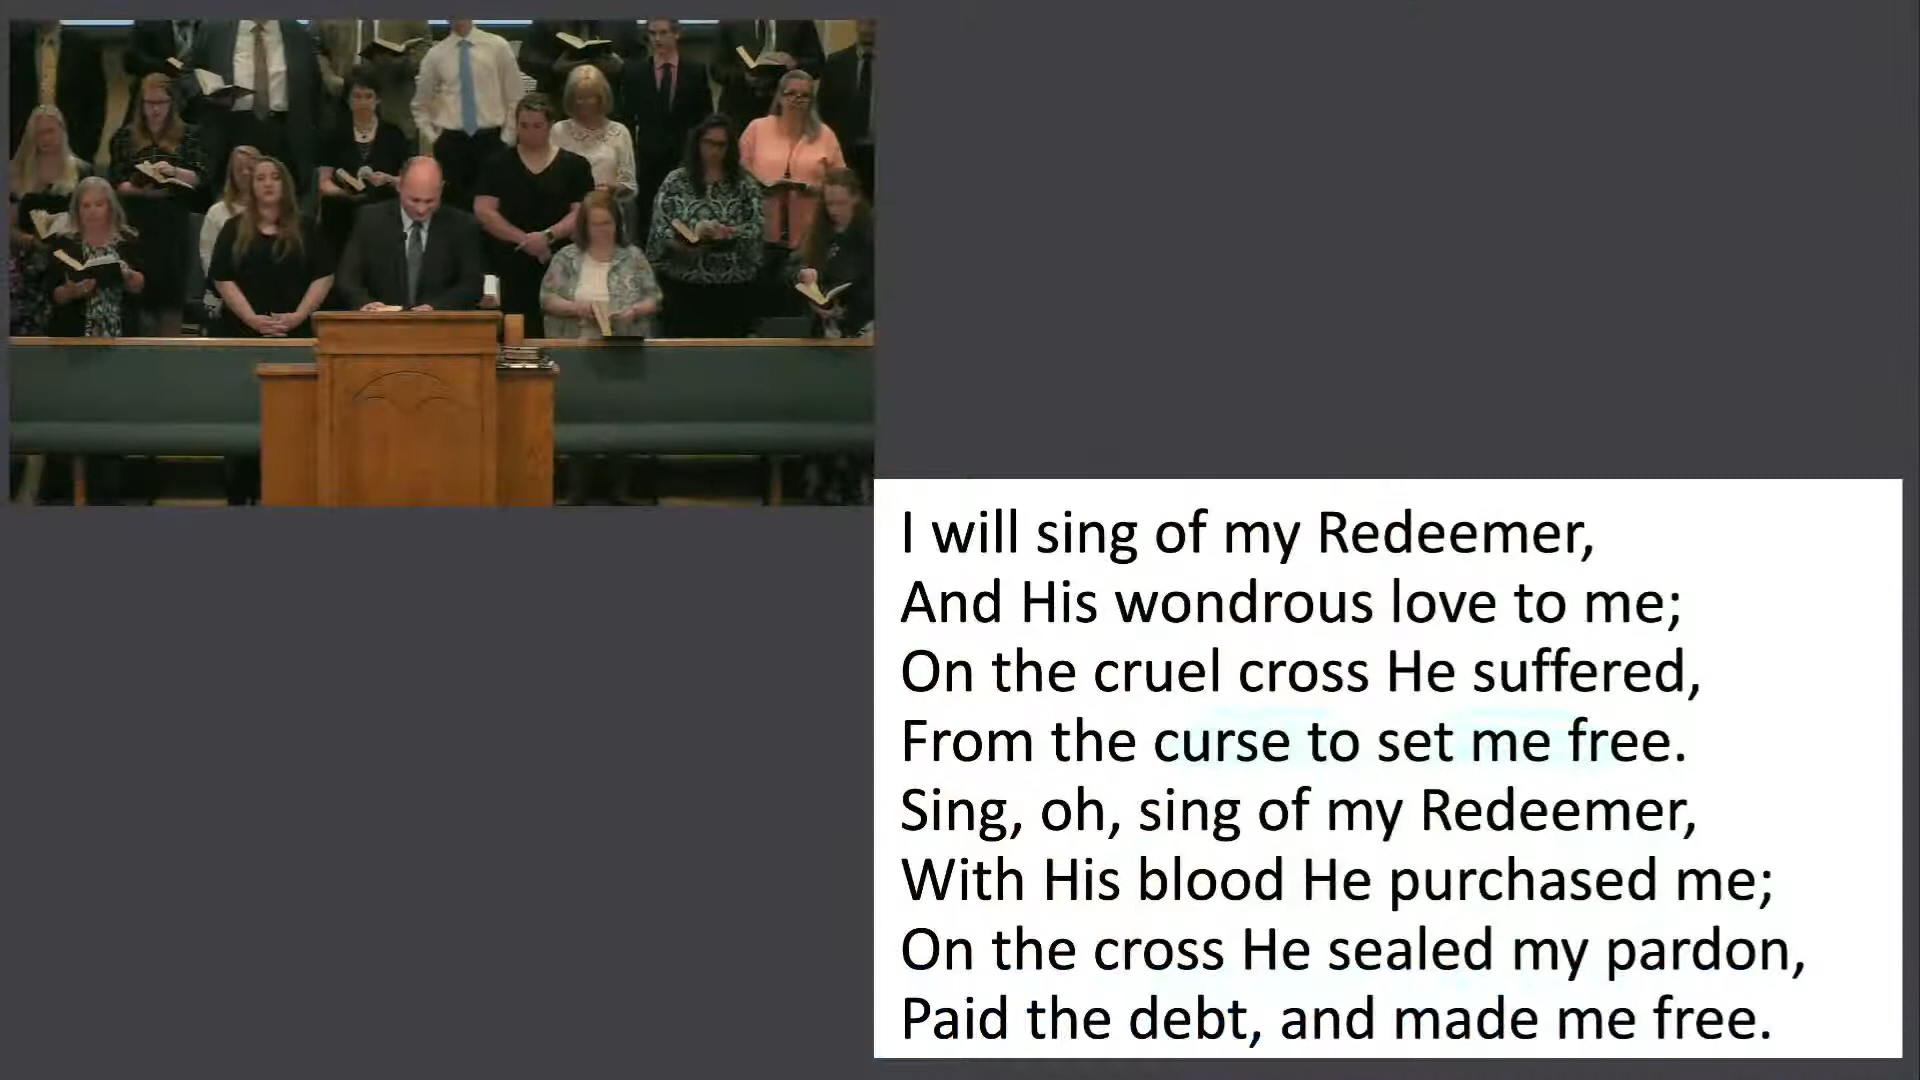 I will sing of my Redeemer,
And His wondrous love to me;
On the cruel cross He suffered,
From the curse to set me free.
Sing, oh, sing of my Redeemer,
With His blood He purchased me;
On the cross He sealed my pardon,
Paid the debt, and made me free.